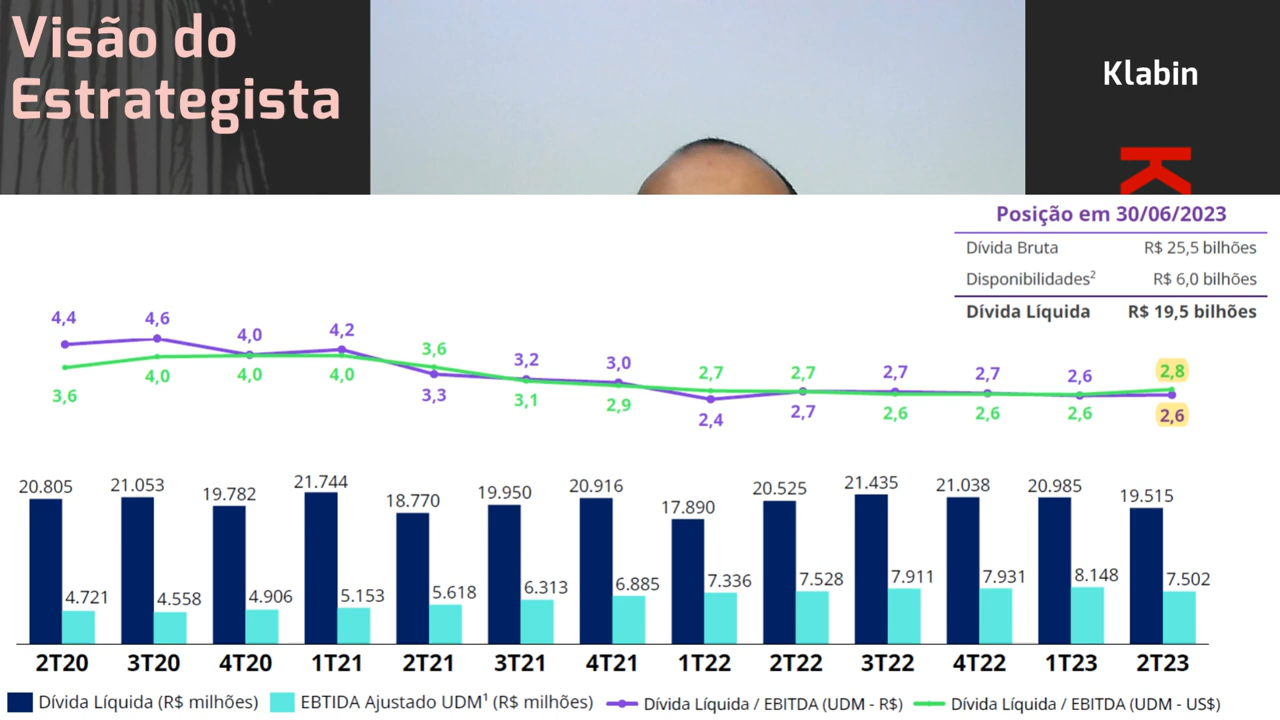 Visão do
Estrategista
Klabin
Posição em 30/06/2023
Dívida Bruta R$ 25,5 bilhões
Disponibilidades² R$ 6,0 bilhões
Dívida Líquida R$ 19,5 bilhões
4,4 4,6 4,0 4,2 3,6 3,2 3,0 2,7 2,7 2,7 2,7 2,6 2,8
3,6 4,0 4,0 4,0 3,3 3,1 2,9 2,4 2,7 2,6 2,6 2,6 2,6
20.805 21.053 19.782 21.744 18.770 19.950 20.916 17.890 20.525 21.435 21.038 20.985 19.515
4.721 4.558 4.906 5.153 5.618 6.313 6.885 7.336 7.528 7.911 7.931 8.148 7.502
2T20 3T20 4T20 1T21 2T21 3T21 4T21 1T22 2T22 3T22 4T22 1T23 2T23
Dívida Líquida (R$ milhões) EBTIDA Ajustado UDM¹ (R$ milhões) Dívida Líquida / EBITDA (UDM - R$) Dívida Líquida / EBITDA (UDM - US$)